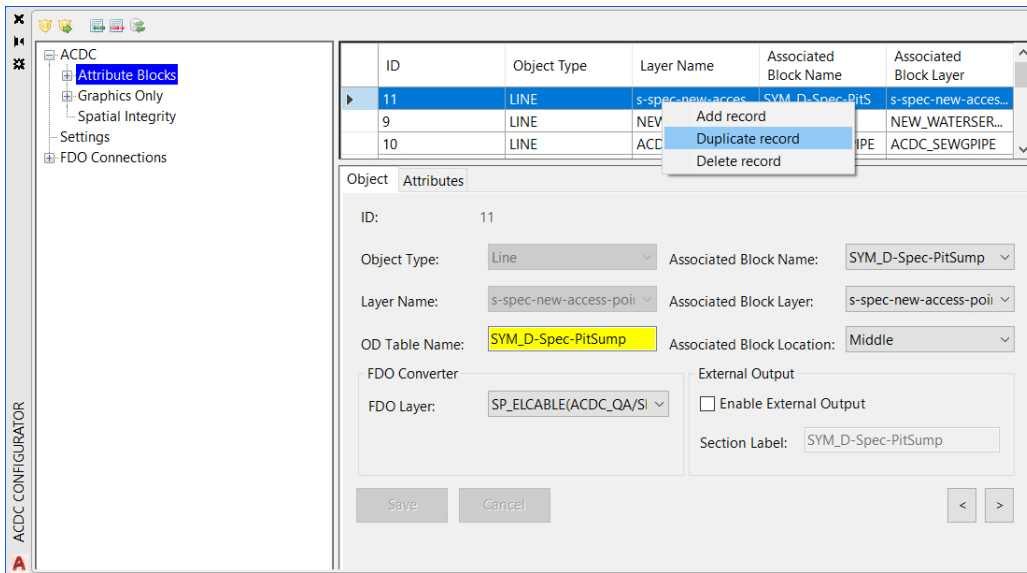 ACDC
Attribute Blocks
Graphics Only
Spatial Integrity
Settings
FDO Connections
ACDC CONFIGURATOR
ID Object Type Layer Name Associated Block Name Associated Block Layer
11 LINE s-spec-new-acces... SYM_D-Spec-PitS s-spec-new-acces...
9 LINE NEW_WATERSER...
10 LINE ACDC_SEWGPIPE
Add record
Duplicate record
Delete record
Object Attributes
ID: 11
Object Type: Line Associated Block Name: SYM_D-Spec-PitSump
Layer Name: s-spec-new-access-poi Associated Block Layer: s-spec-new-access-poi
OD Table Name: SYM_D-Spec-PitSump Associated Block Location: Middle
FDO Converter External Output
FDO Layer: SP_ELCABLE(ACDC_QA/SI Enable External Output
Section Label: SYM_D-Spec-PitSump
Save Cancel < >